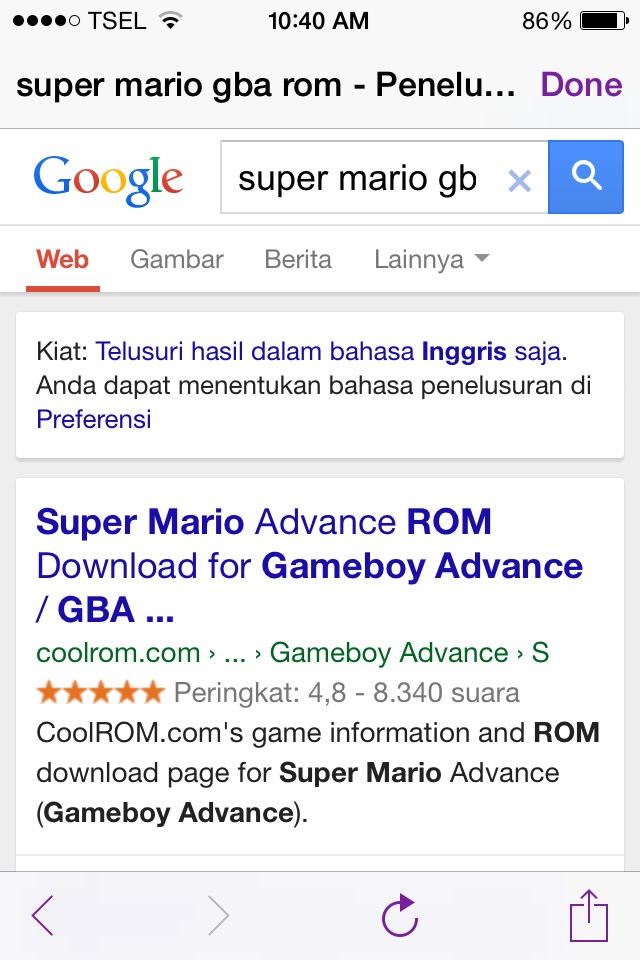 TSEL 10:40 AM 86%
super mario gba rom - Penelu... Done
Google super mario gb
Web Gambar Berita Lainnya
Kiat: Telusuri hasil dalam bahasa Inggris saja.
Anda dapat menentukan bahasa penelusuran di
Preferensi
Super Mario Advance ROM
Download for Gameboy Advance
/ GBA ...
coolrom.com › ... › Gameboy Advance › S
Peringkat: 4,8 - 8.340 suara
CoolROM.com's game information and ROM
download page for Super Mario Advance
(Gameboy Advance).